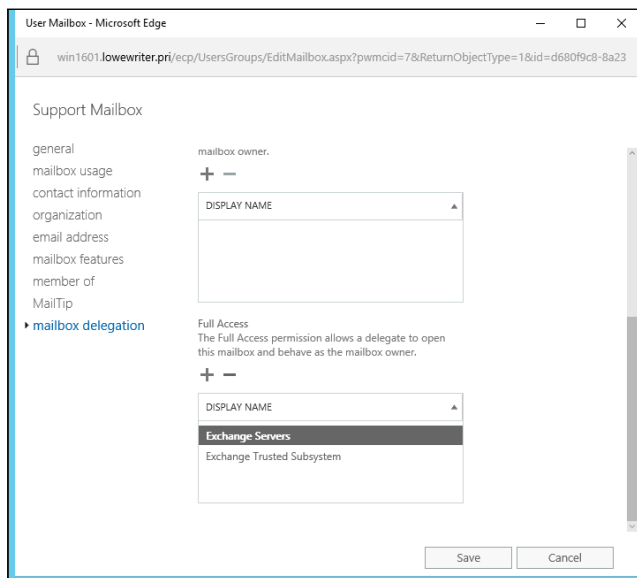 User Mailbox - Microsoft Edge
win1601.lowewriter.pri/ecp/UsersGroups/EditMailbox.aspx?pwmcid=7&ReturnObjectType=1&id=d680f9c8-8a23
Support Mailbox
general
mailbox usage
contact information
organization
email address
mailbox features
member of
MailTip
mailbox delegation
mailbox owner.
DISPLAY NAME
Full Access
The Full Access permission allows a delegate to open
this mailbox and behave as the mailbox owner.
DISPLAY NAME
Exchange Servers
Exchange Trusted Subsystem
Save
Cancel